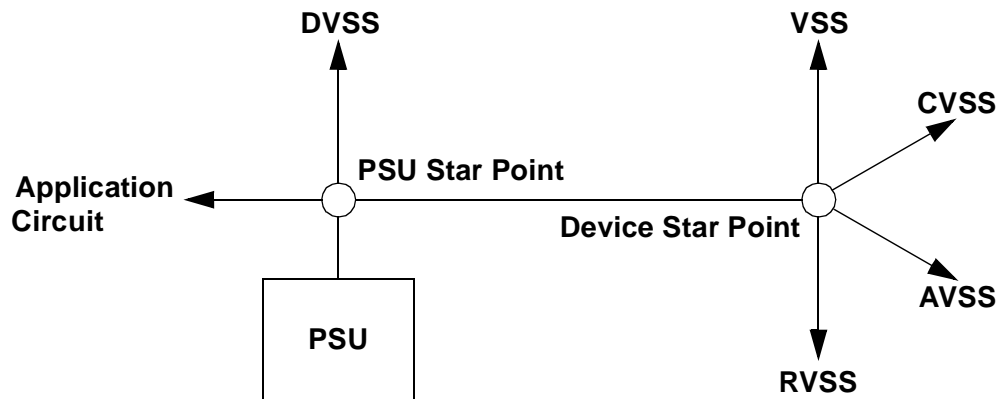 DVSS
VSS
CVSS
PSU Star Point
Application
Circuit
Device Star Point
AVSS
PSU
RVSS